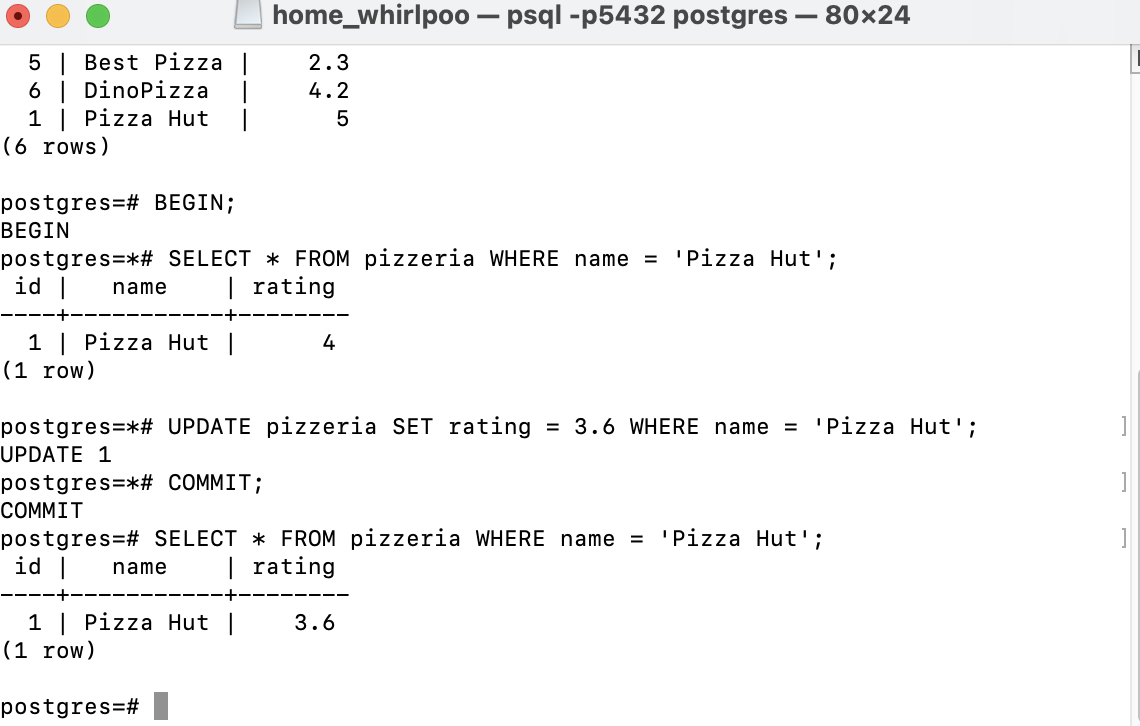 home_whirlpoo — psql -p5432 postgres — 80×24
  5 | Best Pizza |    2.3
  6 | DinoPizza  |    4.2
  1 | Pizza Hut  |      5
(6 rows)

postgres=# BEGIN;
BEGIN
postgres=*# SELECT * FROM pizzeria WHERE name = 'Pizza Hut';
 id |   name    | rating
----+-----------+--------
  1 | Pizza Hut |      4
(1 row)

postgres=*# UPDATE pizzeria SET rating = 3.6 WHERE name = 'Pizza Hut'; ]
UPDATE 1
postgres=*# COMMIT; ]
COMMIT
postgres=# SELECT * FROM pizzeria WHERE name = 'Pizza Hut'; ]
 id |   name    | rating
----+-----------+--------
  1 | Pizza Hut |    3.6
(1 row)

postgres=#